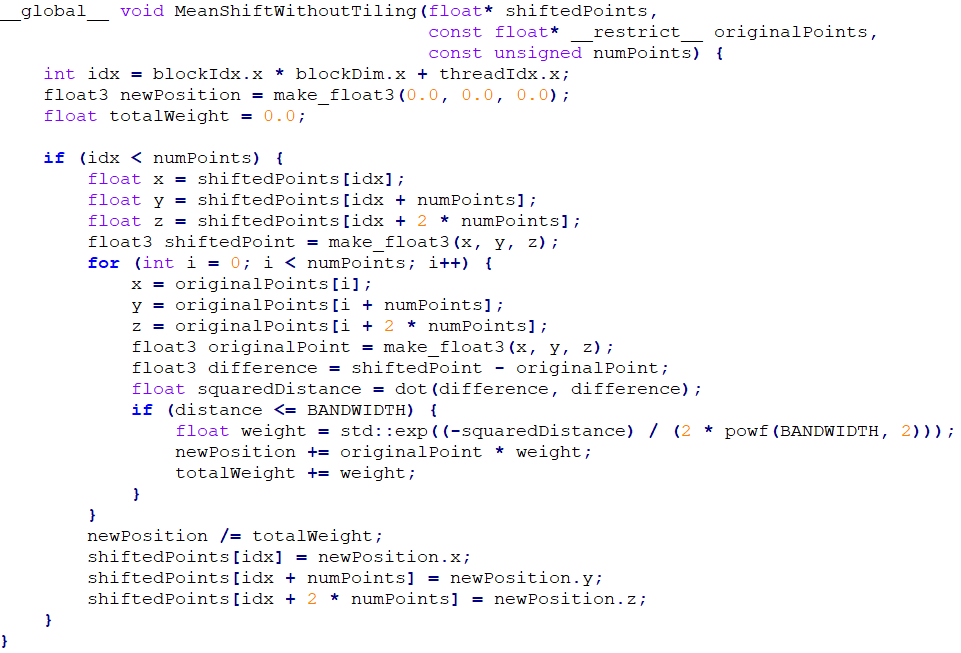 __global__ void MeanShiftWithoutTiling(float* shiftedPoints,
                                       const float* __restrict__ originalPoints,
                                       const unsigned numPoints) {
    int idx = blockIdx.x * blockDim.x + threadIdx.x;
    float3 newPosition = make_float3(0.0, 0.0, 0.0);
    float totalWeight = 0.0;

    if (idx < numPoints) {
        float x = shiftedPoints[idx];
        float y = shiftedPoints[idx + numPoints];
        float z = shiftedPoints[idx + 2 * numPoints];
        float3 shiftedPoint = make_float3(x, y, z);
        for (int i = 0; i < numPoints; i++) {
            x = originalPoints[i];
            y = originalPoints[i + numPoints];
            z = originalPoints[i + 2 * numPoints];
            float3 originalPoint = make_float3(x, y, z);
            float3 difference = shiftedPoint - originalPoint;
            float squaredDistance = dot(difference, difference);
            if (distance <= BANDWIDTH) {
                float weight = std::exp((-squaredDistance) / (2 * powf(BANDWIDTH, 2)));
                newPosition += originalPoint * weight;
                totalWeight += weight;
            }
        }
        newPosition /= totalWeight;
        shiftedPoints[idx] = newPosition.x;
        shiftedPoints[idx + numPoints] = newPosition.y;
        shiftedPoints[idx + 2 * numPoints] = newPosition.z;
    }
}